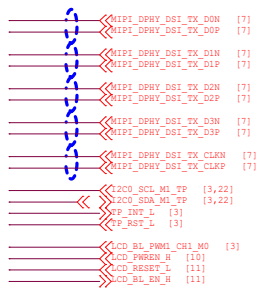 MIPI_DPHY_DSI_TX_D0N [7]
MIPI_DPHY_DSI_TX_D0P [7]
MIPI_DPHY_DSI_TX_D1N [7]
MIPI_DPHY_DSI_TX_D1P [7]
MIPI_DPHY_DSI_TX_D2N [7]
MIPI_DPHY_DSI_TX_D2P [7]
MIPI_DPHY_DSI_TX_D3N [7]
MIPI_DPHY_DSI_TX_D3P [7]
MIPI_DPHY_DSI_TX_CLKN [7]
MIPI_DPHY_DSI_TX_CLKP [7]
I2C0_SCL_M1_TP [3,22]
I2C0_SDA_M1_TP [3,22]
TP_INT_L [3]
TP_RST_L [3]
LCD_BL_PWM1_CH1_M0 [3]
LCD_PWREN_H [10]
LCD_RESET_L [11]
LCD_BL_EN_H [11]